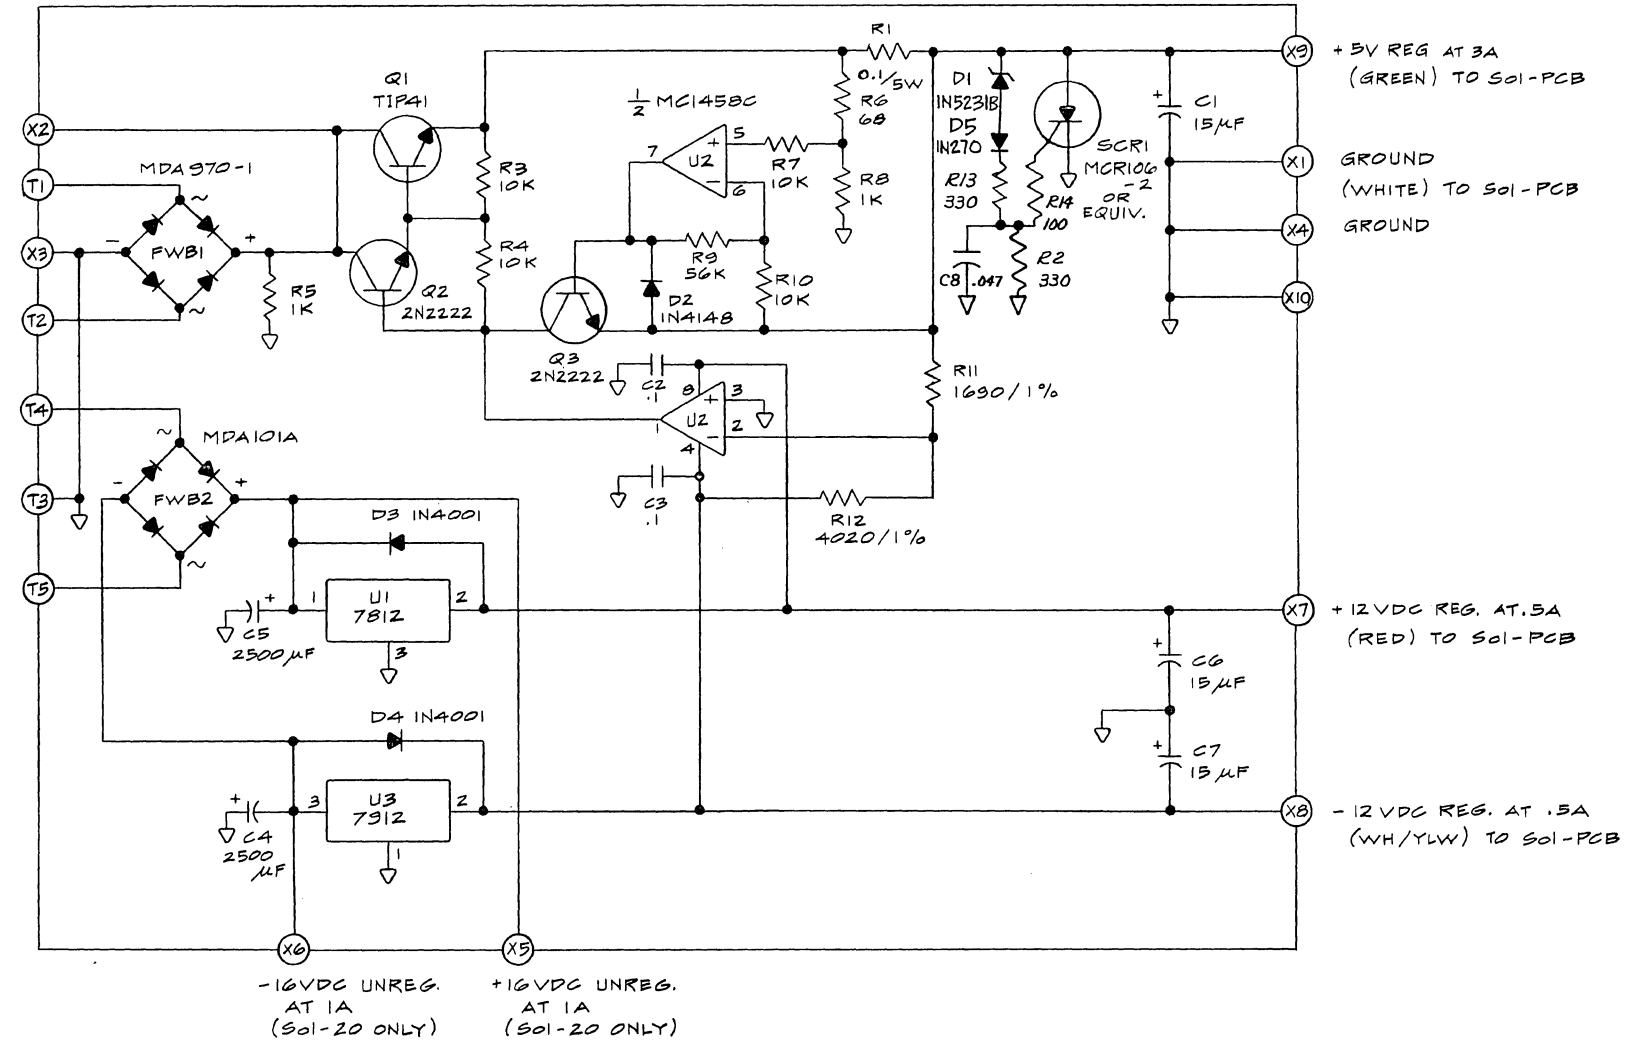 R1
0.1/5W
X9
+5V REG AT 3A
(GREEN) TO Sol-PCB
Q1
TIP41
1/2 MC1458C
R6
68
D1
1N5231B
D5
1N270
C1
15µF
+
X2
MDA970-1
T1
~
X3
-
FWB1
+
~
T2
R5
1K
Q2
2N2222
R3
10K
R4
10K
7
U2
+
5
-
6
R7
10K
R8
1K
R9
56K
D2
1N4148
R10
10K
Q3
2N2222
R13
330
R14
100
SCR1
MCR106
-2
OR
EQUIV.
C8 .047
R2
330
X1
GROUND
(WHITE) TO Sol-PCB
X4
GROUND
X10
C2
.1
8
+
3
U2
1
-
2
4
C3
.1
R11
1690/1%
R12
4020/1%
T4
~
MDA101A
-
FWB2
+
~
T3
T5
D3 1N4001
+
C5
2500µF
1
U1
7812
2
3
X7
+12VDC REG. AT .5A
(RED) TO Sol-PCB
+
C6
15µF
+
C7
15µF
D4 1N4001
+
C4
2500
µF
3
U3
7912
2
1
X8
-12VDC REG. AT .5A
(WH/YLW) TO Sol-PCB
X6
X5
-16VDC UNREG.
AT 1A
(Sol-20 ONLY)
+16VDC UNREG.
AT 1A
(Sol-20 ONLY)